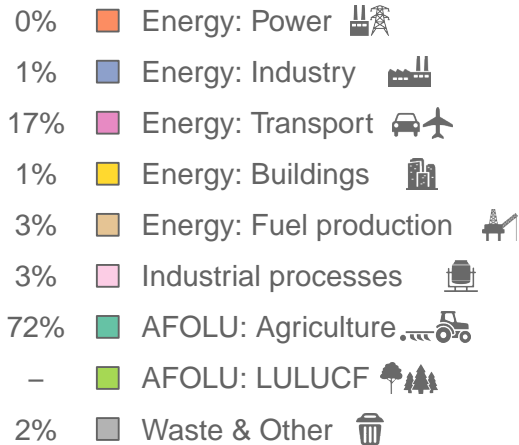 0% Energy: Power
1% Energy: Industry
17% Energy: Transport
1% Energy: Buildings
3% Energy: Fuel production
3% Industrial processes
72% AFOLU: Agriculture
– AFOLU: LULUCF
2% Waste & Other